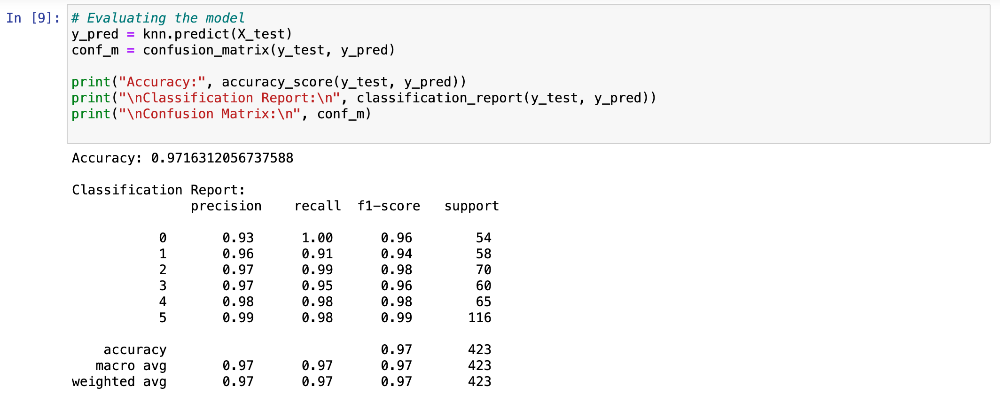 In [9]: # Evaluating the model
y_pred = knn.predict(X_test)
conf_m = confusion_matrix(y_test, y_pred)
print("Accuracy:", accuracy_score(y_test, y_pred))
print("\nClassification Report:\n", classification_report(y_test, y_pred))
print("\nConfusion Matrix:\n", conf_m)
Accuracy: 0.9716312056737588
Classification Report:
precision recall f1-score support
0 0.93 1.00 0.96 54
1 0.96 0.91 0.94 58
2 0.97 0.99 0.98 70
3 0.97 0.95 0.96 60
4 0.98 0.98 0.98 65
5 0.99 0.98 0.99 116
accuracy 0.97 423
macro avg 0.97 0.97 0.97 423
weighted avg 0.97 0.97 0.97 423